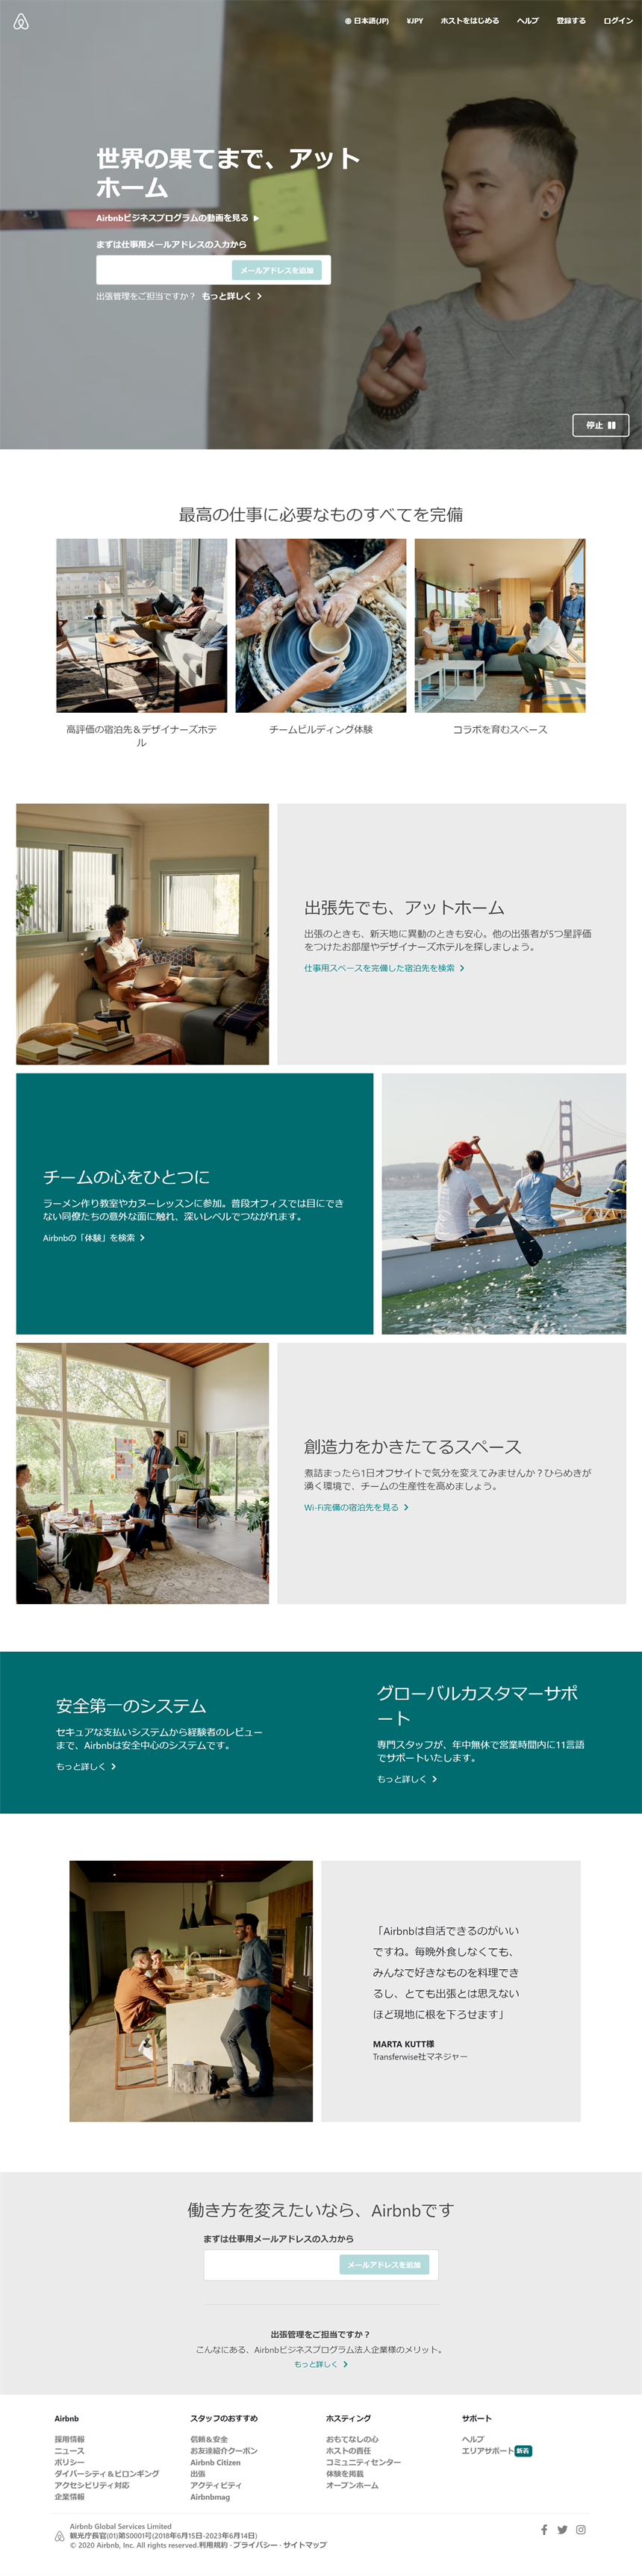 日本語(JP) ¥JPY ホストをはじめる ヘルプ 登録する ログイン
世界の果てまで、アット
ホーム
Airbnbビジネスプログラムの動画を見る
まずは仕事用メールアドレスの入力から
メールアドレスを追加
出張管理をご担当ですか？ もっと詳しく
停止
最高の仕事に必要なものすべてを完備
高評価の宿泊先＆デザイナーズホテ
ル
チームビルディング体験
コラボを育むスペース
出張先でも、アットホーム
出張のときも、新天地に異動のときも安心。他の出張者が5つ星評価
をつけたお部屋やデザイナーズホテルを探しましょう。
仕事用スペースを完備した宿泊先を検索
チームの心をひとつに
ラーメン作り教室やカヌーレッスンに参加。普段オフィスでは目にでき
ない同僚たちの意外な面に触れ、深いレベルでつながれます。
Airbnbの「体験」を検索
創造力をかきたてるスペース
煮詰まったら1日オフサイトで気分を変えてみませんか？ひらめきが
湧く環境で、チームの生産性を高めましょう。
Wi-Fi完備の宿泊先を見る
安全第一のシステム
セキュアな支払いシステムから経験者のレビュー
まで、Airbnbは安全中心のシステムです。
もっと詳しく
グローバルカスタマーサポ
ート
専門スタッフが、年中無休で営業時間内に11言語
でサポートいたします。
もっと詳しく
「Airbnbは自活できるのがいい
ですね。毎晩外食しなくても、
みんなで好きなものを料理でき
るし、とても出張とは思えない
ほど現地に根を下ろせます」
MARTA KUTT様
Transferwise社マネジャー
働き方を変えたいなら、Airbnbです
まずは仕事用メールアドレスの入力から
メールアドレスを追加
出張管理をご担当ですか？
こんなにある、Airbnbビジネスプログラム法人企業様のメリット。
もっと詳しく
Airbnb
採用情報
ニュース
ポリシー
ダイバーシティ＆ビロンギング
アクセシビリティ対応
企業情報
スタッフのおすすめ
信頼＆安全
お友達紹介クーポン
Airbnb Citizen
出張
アクティビティ
Airbnbmag
ホスティング
おもてなしの心
ホストの責任
コミュニティセンター
体験を掲載
オープンホーム
サポート
ヘルプ
エリアサポート 新着
Airbnb Global Services Limited
観光庁長官(01)第S0001号(2018年6月15日-2023年6月14日)
© 2020 Airbnb, Inc. All rights reserved.利用規約 · プライバシー · サイトマップ